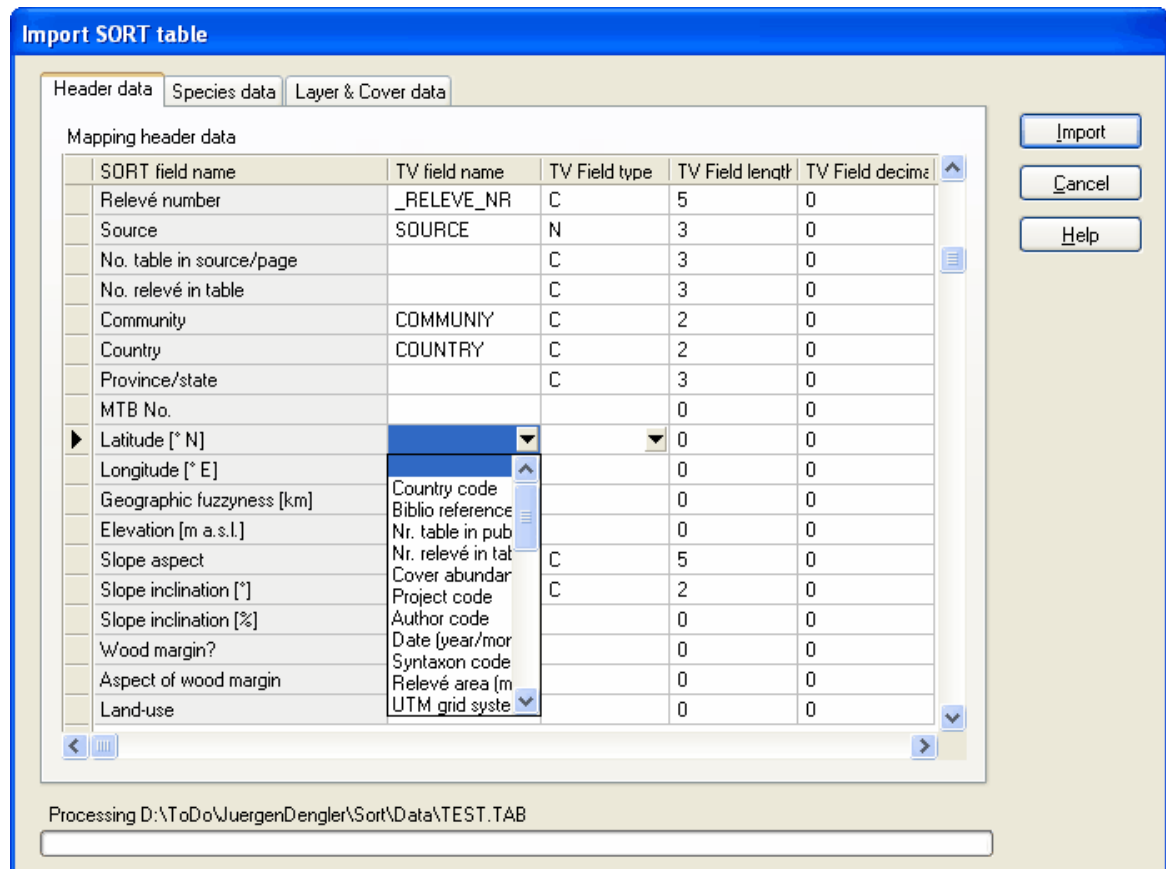 Import SORT table
Header data Species data Layer & Cover data
Mapping header data
Import
Cancel
Help
SORT field name TV field name TV Field type TV Field length TV Field decima
Relevé number _RELEVE_NR C 5 0
Source SOURCE N 3 0
No. table in source/page C 3 0
No. relevé in table C 3 0
Community COMMUNIY C 2 0
Country COUNTRY C 2 0
Province/state C 3 0
MTB No. 0 0
Latitude [° N] 0 0
Longitude [° E] 0 0
Geographic fuzzyness [km] 0 0
Elevation [m a.s.l.] 0 0
Slope aspect C 5 0
Slope inclination [°] C 2 0
Slope inclination [%] 0 0
Wood margin? 0 0
Aspect of wood margin 0 0
Land-use 0 0
Country code
Biblio reference
Nr. table in pub
Nr. relevé in tab
Cover abundar
Project code
Author code
Date (year/mor
Syntaxon code
Relevé area (m
UTM grid syste
Processing D:\ToDo\JuergenDengler\Sort\Data\TEST.TAB